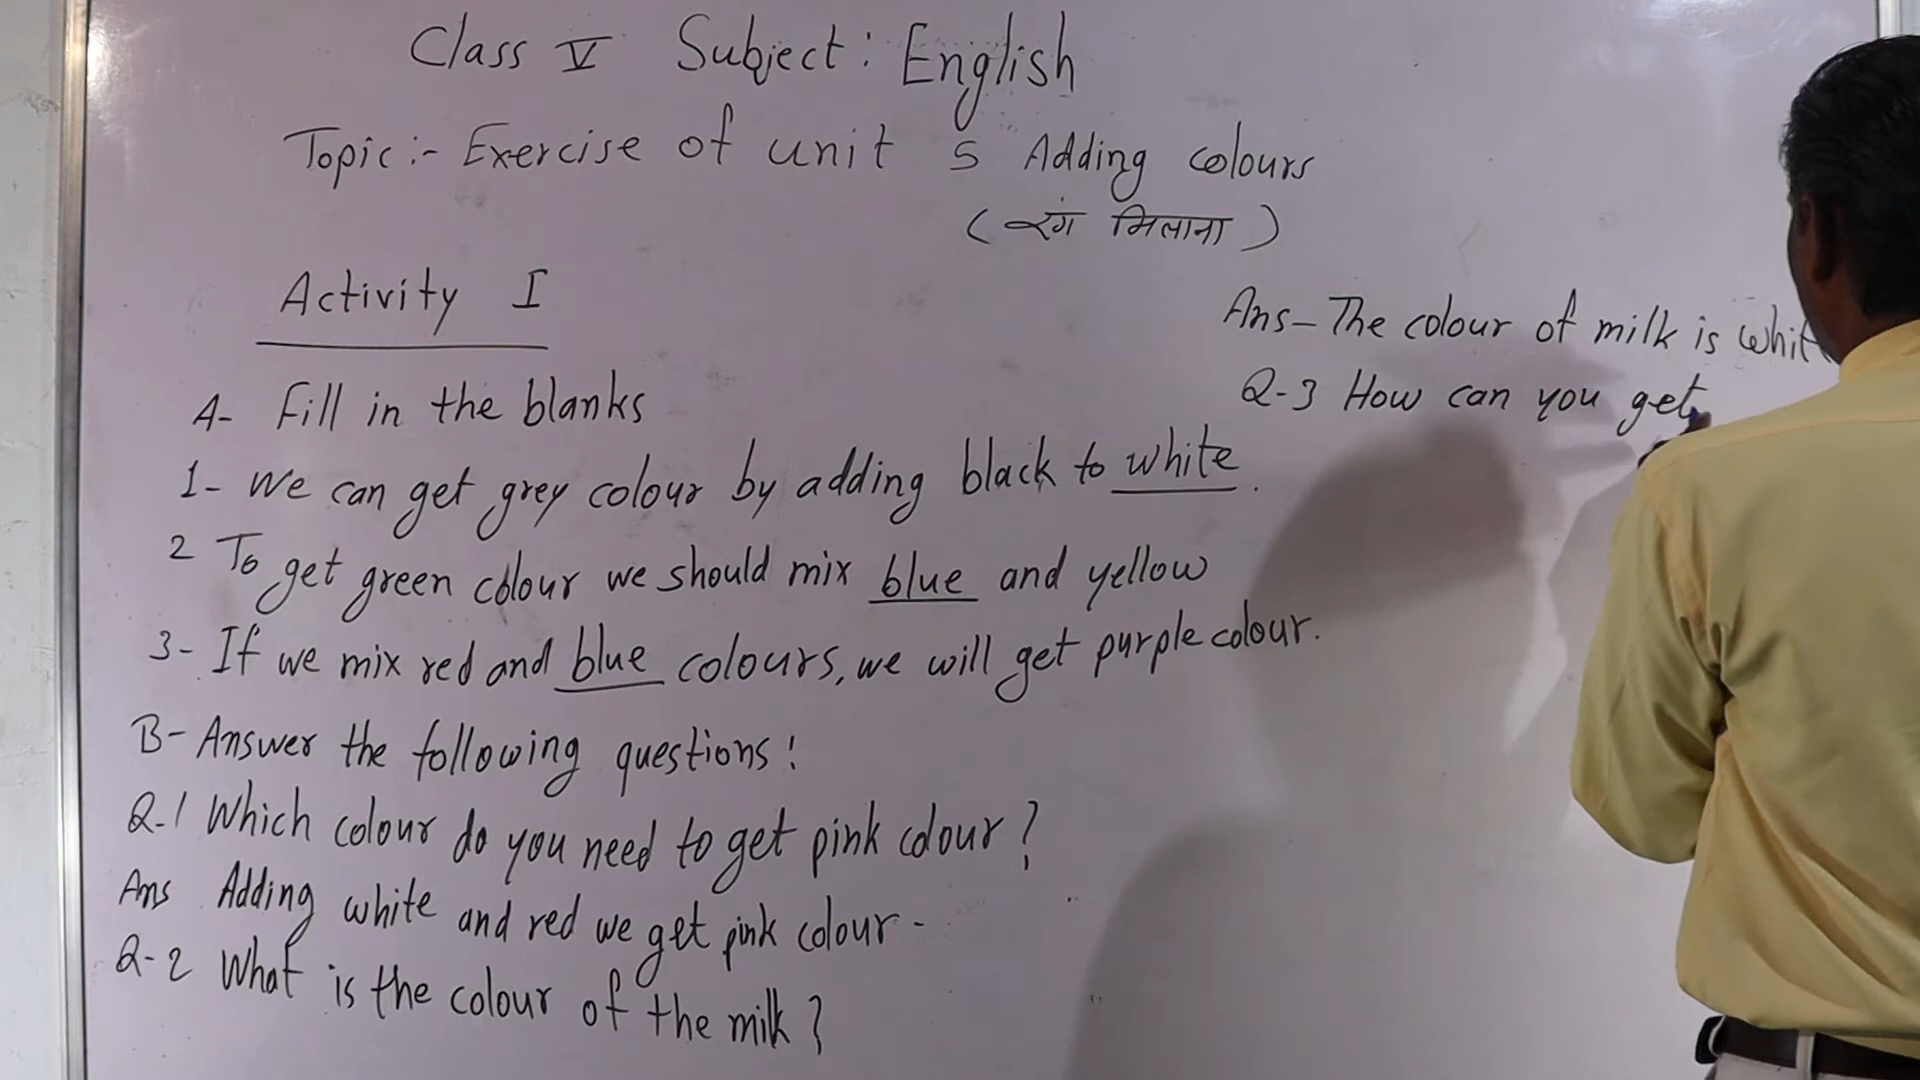 Class V Subject: English
Topic:- Exercise of unit 5 Adding colours
(रंग मिलाना)
Activity I
A- Fill in the blanks
1- We can get grey colour by adding black to white.
2 To get green colour we should mix blue and yellow
3- If we mix red and blue colours, we will get purple colour.
B- Answer the following questions:
Q.1 Which colour do you need to get pink colour?
Ans Adding white and red we get pink colour-
Q-2 What is the colour of the milk?
Ans- The colour of milk is whit
Q-3 How can you get